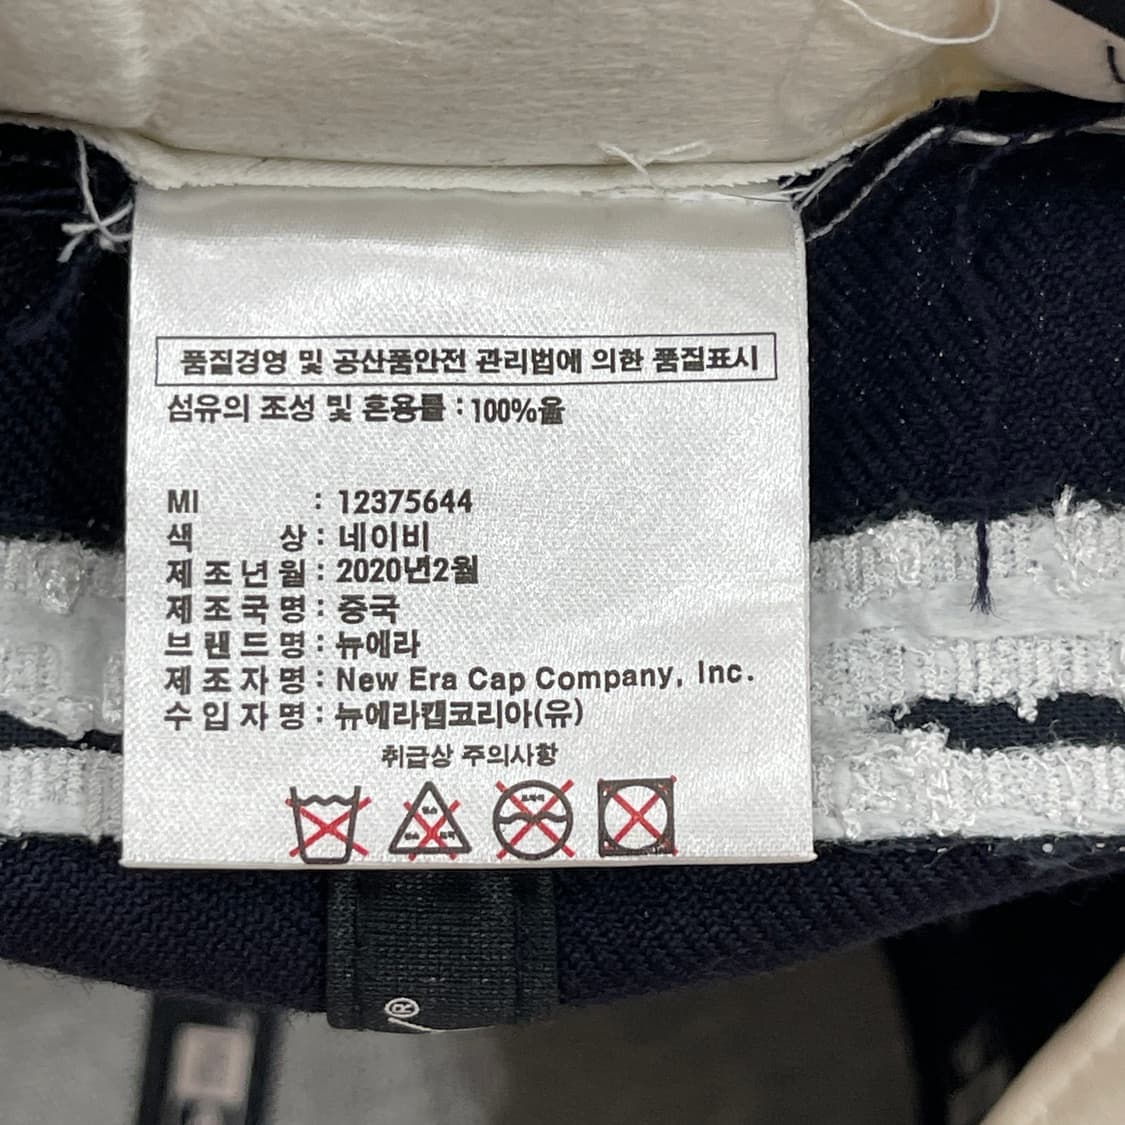 품질경영 및 공산품안전 관리법에 의한 품질표시
섬유의 조성 및 혼용률 : 100%울
MI : 12375644
색 상 : 네이비
제조년월 : 2020년2월
제조국명 : 중국
브랜드명 : 뉴에라
제조자명 : New Era Cap Company, Inc.
수입자명 : 뉴에라캡코리아(유)
취급상 주의사항
®